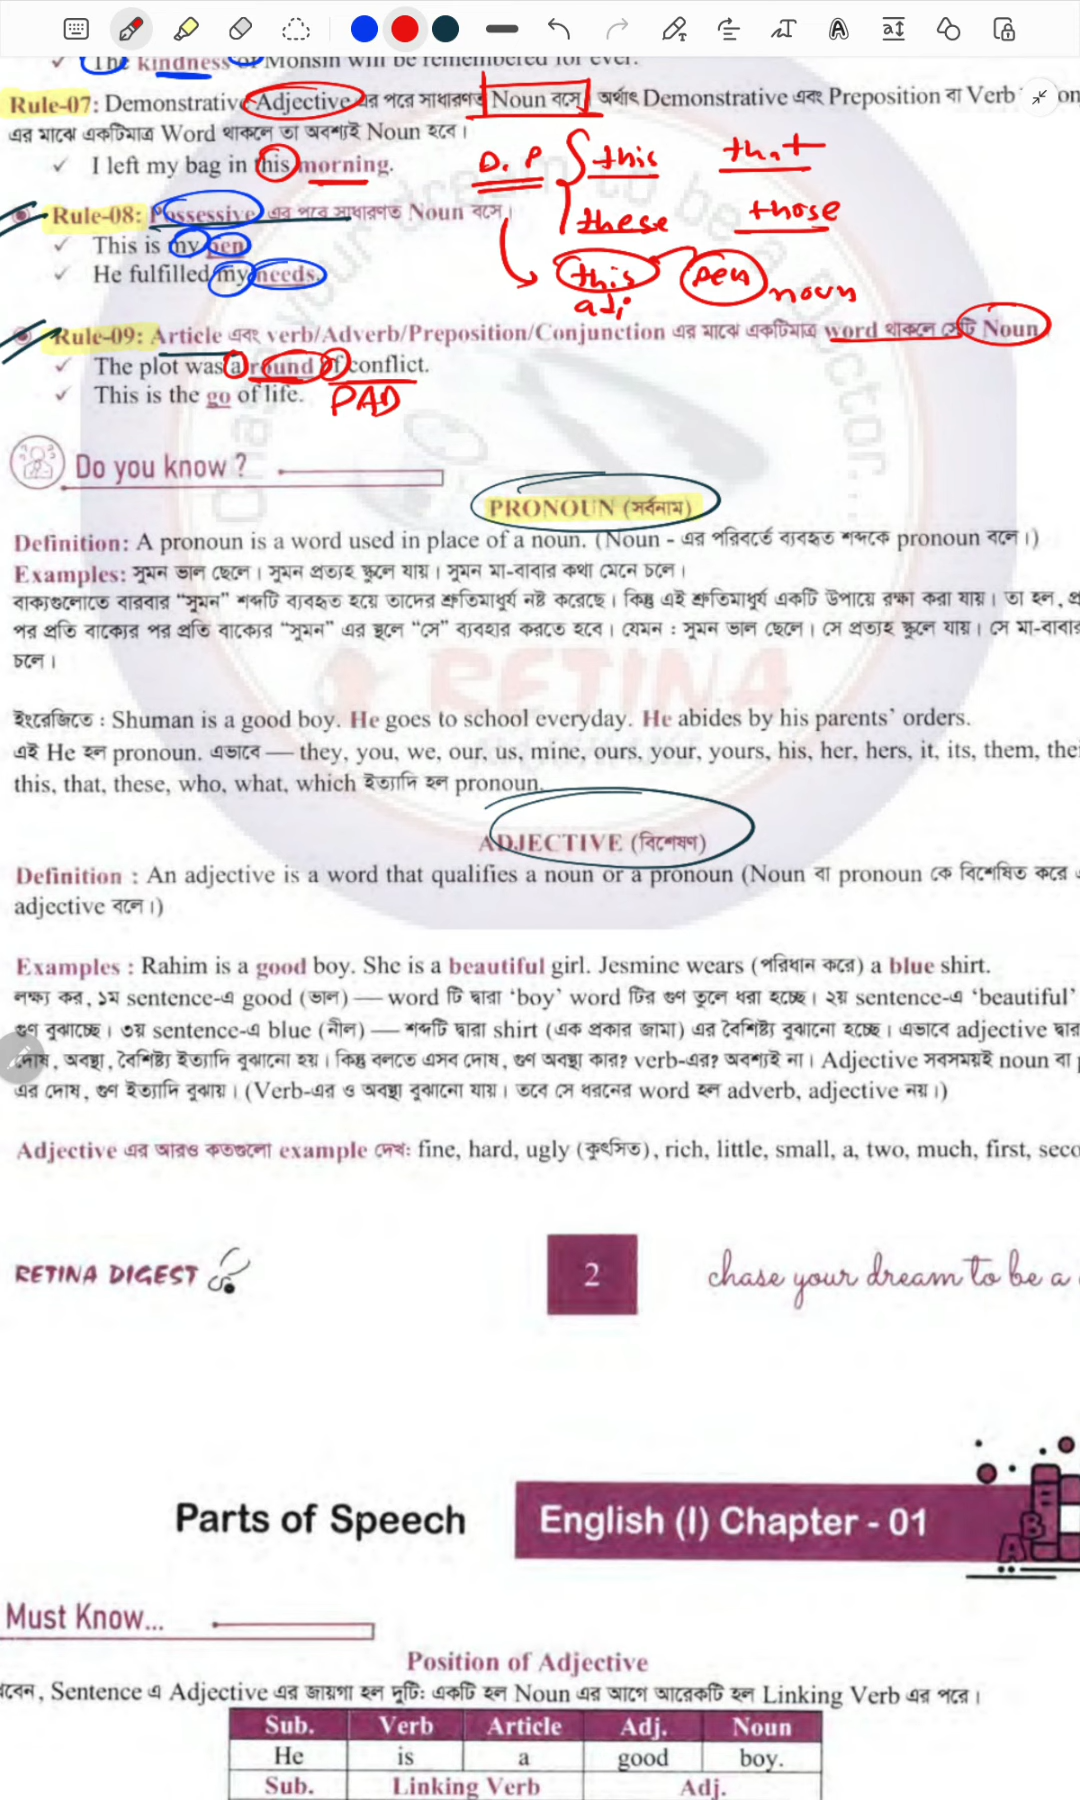 The kindness of Mohsin will be remembered for ever.
Rule-07: Demonstrative Adjective এর পরে সাধারণত Noun বসে অর্থাৎ Demonstrative এবং Preposition বা Verb
এর মাঝে একটিমাত্র Word থাকলে তা অবশ্যই Noun হবে।
✓ I left my bag in this morning.
D. P this that
these those
this pen noun
adj
Rule-08: Possessive এর পরে সাধারণত Noun বসে।
✓ This is my pen
✓ He fulfilled my needs.
Rule-09: Article এবং verb/Adverb/Preposition/Conjunction এর মাঝে একটিমাত্র word থাকলে সেটি Noun
✓ The plot was a round of conflict.
✓ This is the go of life.
PAD
Do you know ?
PRONOUN (সর্বনাম)
Definition: A pronoun is a word used in place of a noun. (Noun - এর পরিবর্তে ব্যবহৃত শব্দকে pronoun বলে।)
Examples: সুমন ভাল ছেলে। সুমন প্রত্যহ স্কুলে যায়। সুমন মা-বাবার কথা মেনে চলে।
বাক্যগুলোতে বারবার “সুমন” শব্দটি ব্যবহৃত হয়ে তাদের শ্রুতিমাধুর্য নষ্ট করেছে। কিন্তু এই শ্রুতিমাধুর্য একটি উপায়ে রক্ষা করা যায়। তা হল,
পর প্রতি বাক্যের পর প্রতি বাক্যের “সুমন” এর স্থলে “সে” ব্যবহার করতে হবে। যেমন : সুমন ভাল ছেলে। সে প্রত্যহ স্কুলে যায়। সে মা-বাবার
চলে।
RETINA
ইংরেজিতে : Shuman is a good boy. He goes to school everyday. He abides by his parents’ orders.
এই He হল pronoun. এভাবে — they, you, we, our, us, mine, ours, your, yours, his, her, hers, it, its, them,
this, that, these, who, what, which ইত্যাদি হল pronoun.
ADJECTIVE (বিশেষণ)
Definition : An adjective is a word that qualifies a noun or a pronoun (Noun বা pronoun কে বিশেষিত করে
adjective বলে।)
Examples : Rahim is a good boy. She is a beautiful girl. Jesmine wears (পরিধান করে) a blue shirt.
লক্ষ্য কর, ১ম sentence-এ good (ভাল) — word টি দ্বারা ‘boy’ word টির গুণ তুলে ধরা হচ্ছে। ২য় sentence-এ ‘beautiful’
গুণ বুঝাচ্ছে। ৩য় sentence-এ blue (নীল) — শব্দটি দ্বারা shirt (এক প্রকার জামা) এর বৈশিষ্ট্য বুঝানো হচ্ছে। এভাবে adjective
দোষ, অবস্থা, বৈশিষ্ট্য ইত্যাদি বুঝানো হয়। কিন্তু বলতে এসব দোষ, গুণ অবস্থা কার? verb-এর? অবশ্যই না। Adjective সবসময়ই noun বা
এর দোষ, গুণ ইত্যাদি বুঝায়। (Verb-এর ও অবস্থা বুঝানো যায়। তবে সে ধরনের word হল adverb, adjective নয়।)
Adjective এর আরও কতগুলো example দেখ: fine, hard, ugly (কুৎসিত), rich, little, small, a, two, much, first,
RETINA DIGEST 2 chase your dream to be a
Parts of Speech English (I) Chapter - 01
Must Know...
Position of Adjective
Sentence এ Adjective এর জায়গা হল দুটি: একটি হল Noun এর আগে আরেকটি হল Linking Verb এর পরে।
Sub. Verb Article Adj. Noun
He is a good boy.
Sub. Linking Verb Adj.